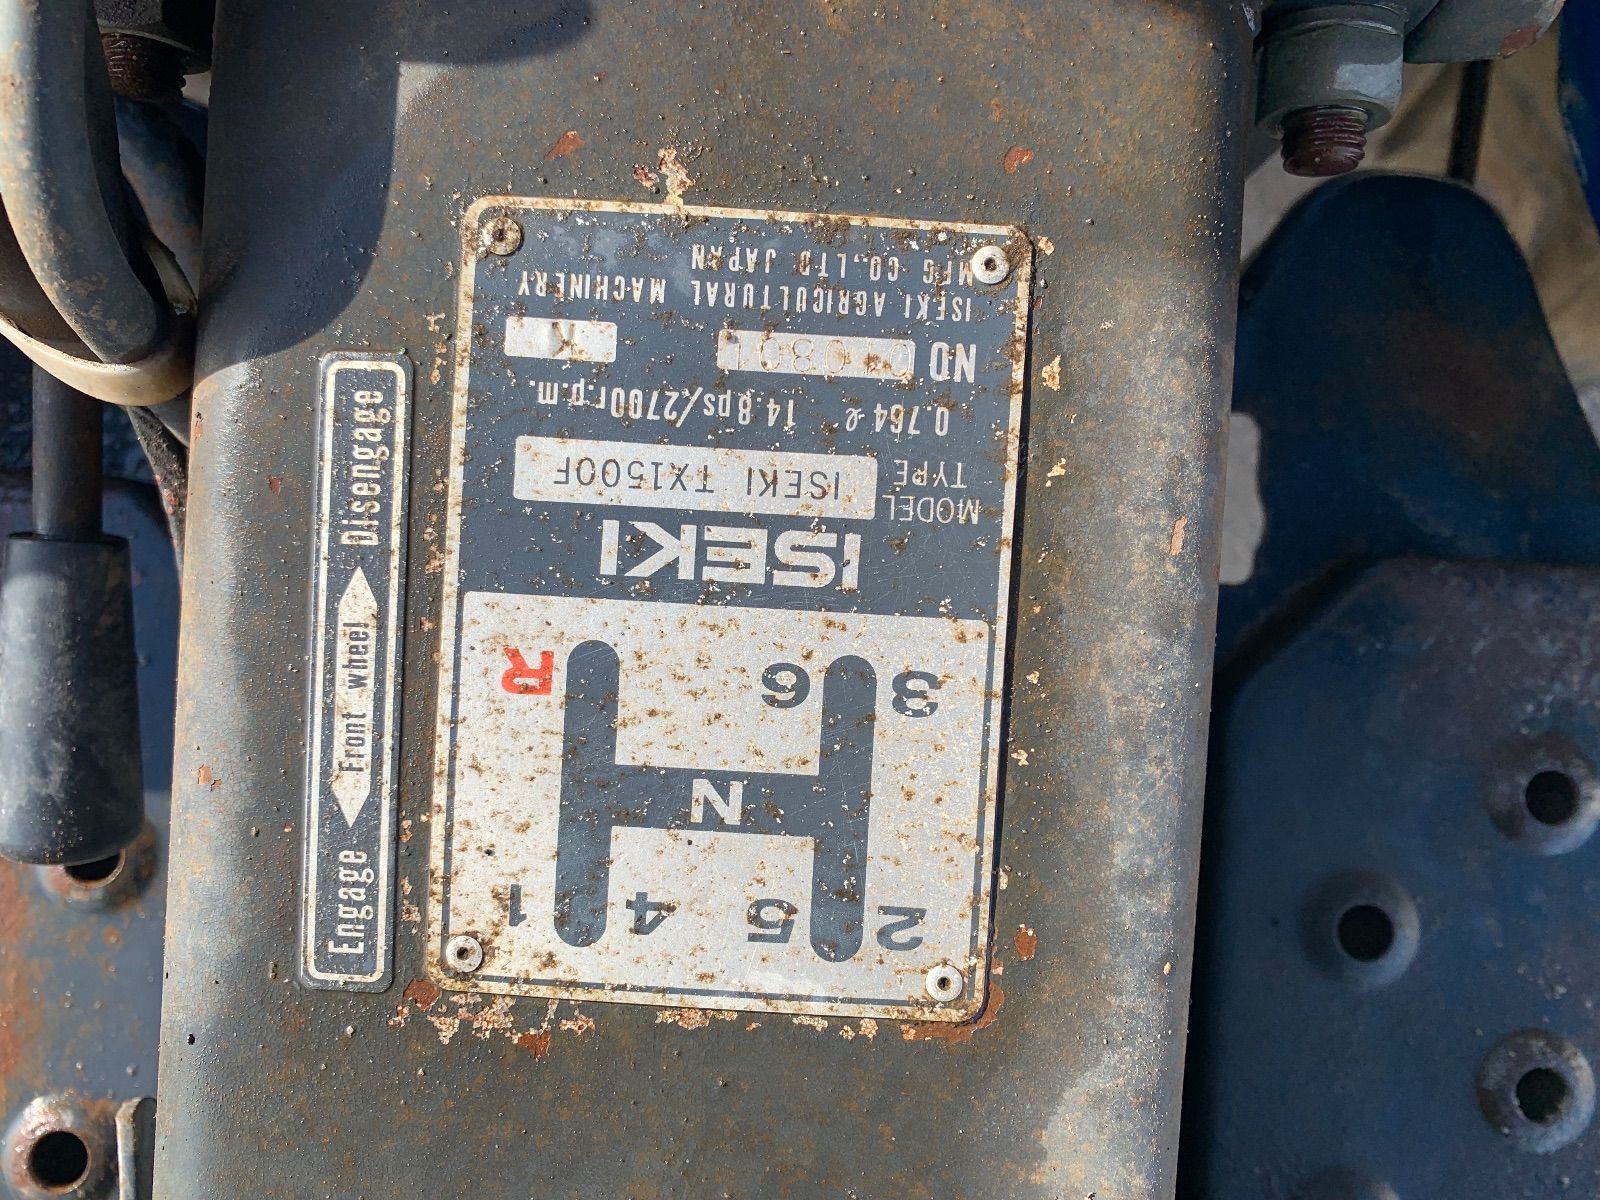 2 5 4 1
N
3 6 R
ISEKI
MODEL
TYPE ISEKI TX1500F
0.764ℓ 14.8ps/2700r.p.m.
NO K
ISEKI AGRICULTURAL MACHINERY
MFG CO.,LTD JAPAN
Engage Front wheel Disengage